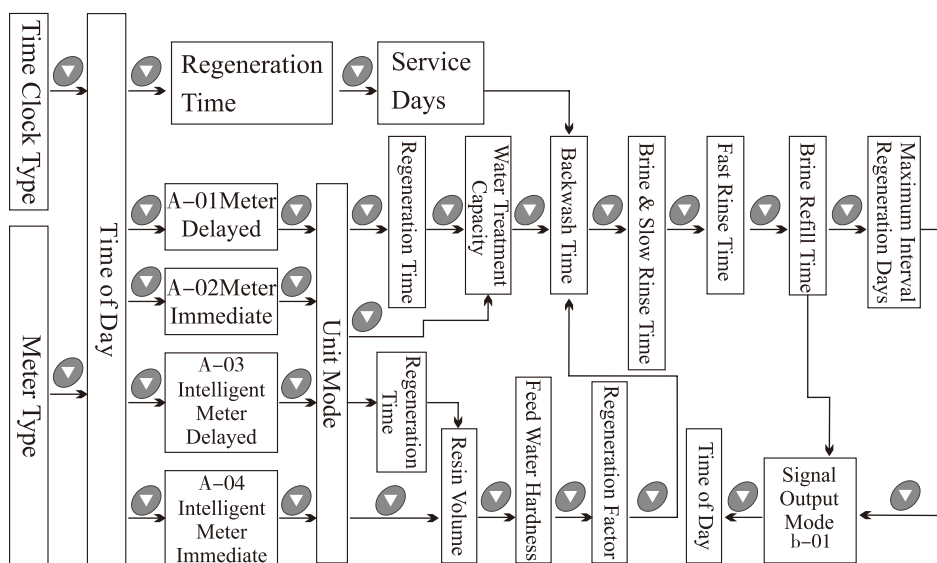 Time Clock Type
Time of Day
Regeneration
Time
Service
Days
Meter Type
A-01Meter
Delayed
A-02Meter
Immediate
A-03
Intelligent
Meter
Delayed
A-04
Intelligent
Meter
Immediate
Unit Mode
Regeneration Time
Water Treatment
Capacity
Backwash Time
Brine & Slow Rinse Time
Fast Rinse Time
Brine Refill Time
Maximum Interval
Regeneration Days
Regeneration
Time
Resin Volume
Feed Water Hardness
Regeneration Factor
Time of Day
Signal
Output
Mode
b-01